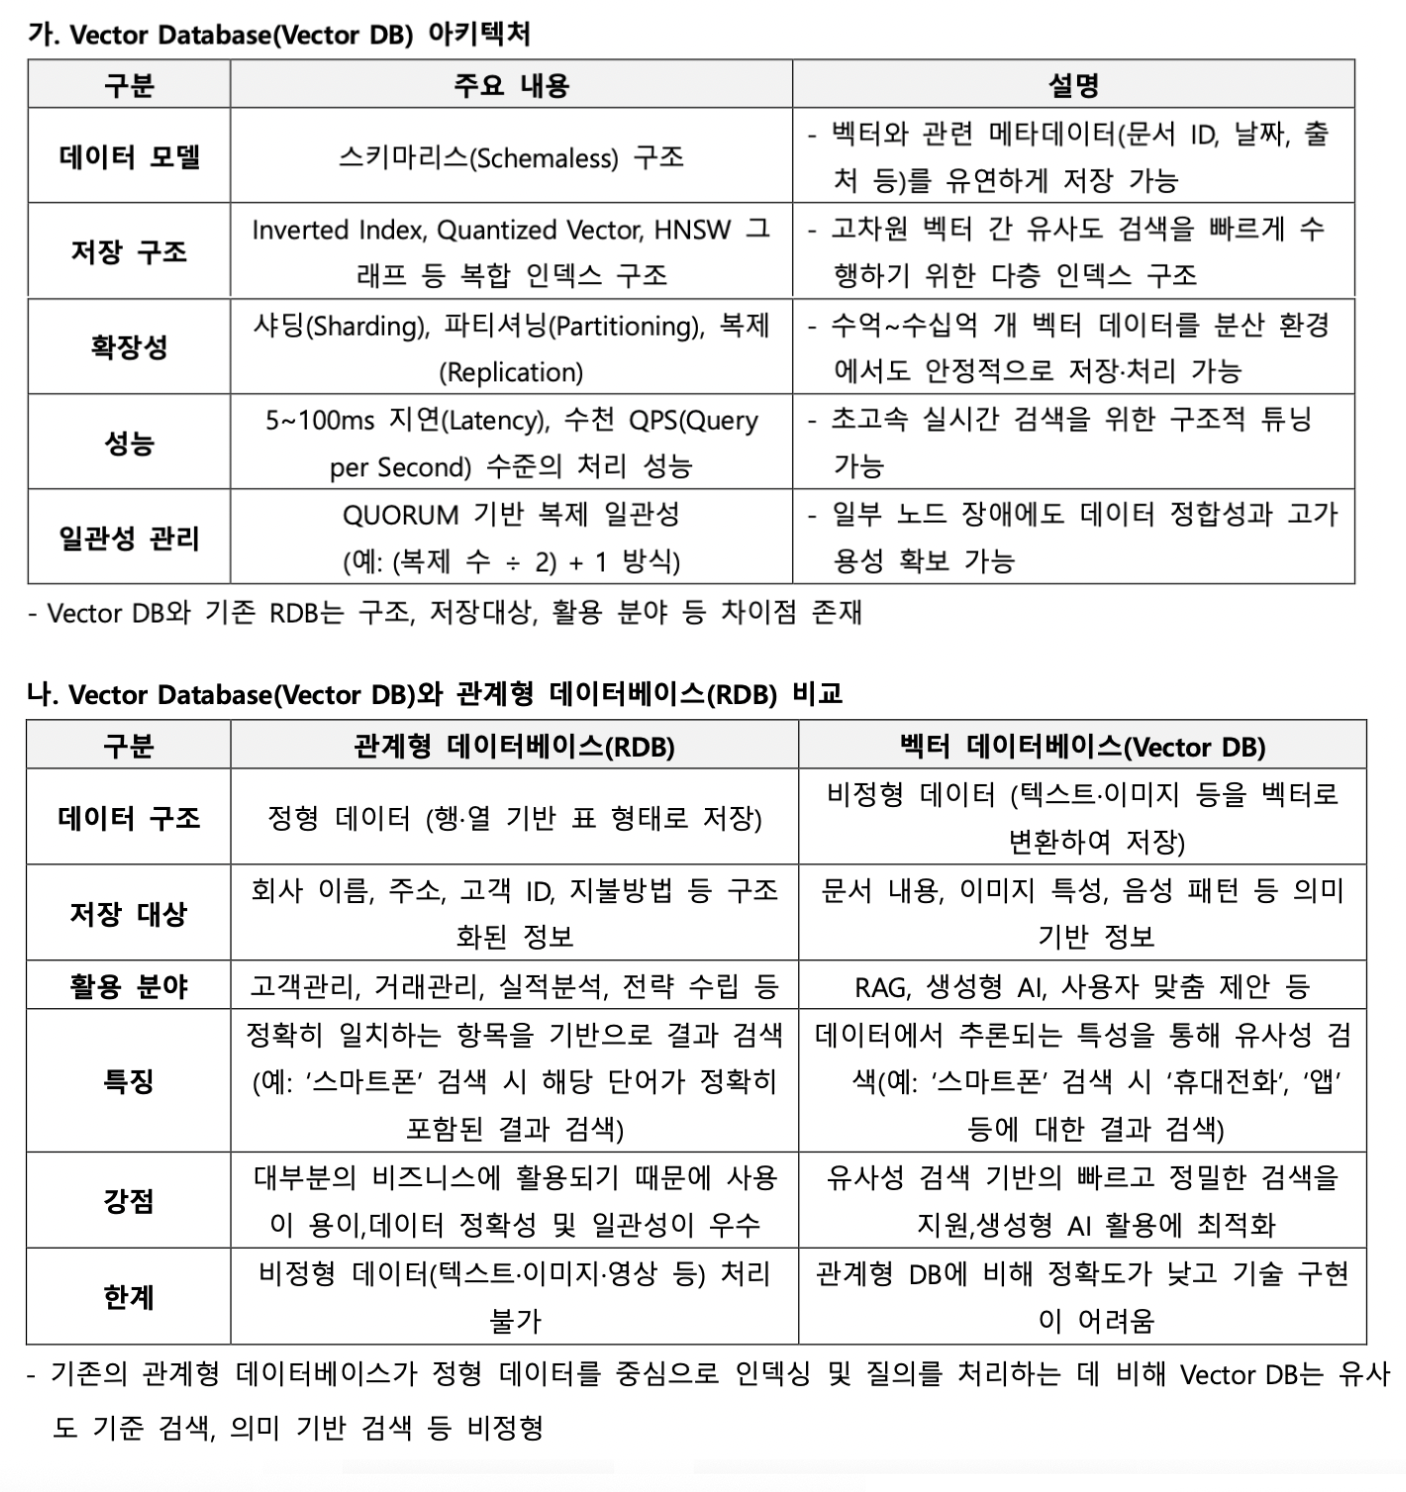 가. Vector Database(Vector DB) 아키텍처
구분 주요 내용 설명
데이터 모델 스키마리스(Schemaless) 구조 - 벡터와 관련 메타데이터(문서 ID, 날짜, 출
처 등)를 유연하게 저장 가능
저장 구조 Inverted Index, Quantized Vector, HNSW 그 - 고차원 벡터 간 유사도 검색을 빠르게 수
래프 등 복합 인덱스 구조 행하기 위한 다층 인덱스 구조
확장성 샤딩(Sharding), 파티셔닝(Partitioning), 복제 - 수억~수십억 개 벡터 데이터를 분산 환경
(Replication) 에서도 안정적으로 저장·처리 가능
성능 5~100ms 지연(Latency), 수천 QPS(Query - 초고속 실시간 검색을 위한 구조적 튜닝
per Second) 수준의 처리 성능 가능
일관성 관리 QUORUM 기반 복제 일관성 - 일부 노드 장애에도 데이터 정합성과 고가
(예: (복제 수 ÷ 2) + 1 방식) 용성 확보 가능
- Vector DB와 기존 RDB는 구조, 저장대상, 활용 분야 등 차이점 존재
나. Vector Database(Vector DB)와 관계형 데이터베이스(RDB) 비교
구분 관계형 데이터베이스(RDB) 벡터 데이터베이스(Vector DB)
데이터 구조 정형 데이터 (행·열 기반 표 형태로 저장) 비정형 데이터 (텍스트·이미지 등을 벡터로
변환하여 저장)
저장 대상 회사 이름, 주소, 고객 ID, 지불방법 등 구조 문서 내용, 이미지 특성, 음성 패턴 등 의미
화된 정보 기반 정보
활용 분야 고객관리, 거래관리, 실적분석, 전략 수립 등 RAG, 생성형 AI, 사용자 맞춤 제안 등
특징 정확히 일치하는 항목을 기반으로 결과 검색 데이터에서 추론되는 특성을 통해 유사성 검
(예: ‘스마트폰’ 검색 시 해당 단어가 정확히 색(예: ‘스마트폰’ 검색 시 ‘휴대전화’, ‘앱’
포함된 결과 검색) 등에 대한 결과 검색)
강점 대부분의 비즈니스에 활용되기 때문에 사용 유사성 검색 기반의 빠르고 정밀한 검색을
이 용이,데이터 정확성 및 일관성이 우수 지원,생성형 AI 활용에 최적화
한계 비정형 데이터(텍스트·이미지·영상 등) 처리 관계형 DB에 비해 정확도가 낮고 기술 구현
불가 이 어려움
- 기존의 관계형 데이터베이스가 정형 데이터를 중심으로 인덱싱 및 질의를 처리하는 데 비해 Vector DB는 유사
도 기준 검색, 의미 기반 검색 등 비정형